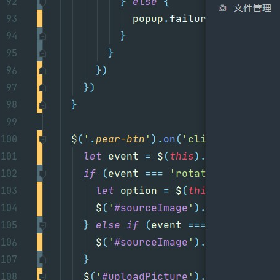 92 } else {
文件管理
93 popup.failur
94 }
95 }
96 })
97 })
98 }
99
100 $('.pear-btn').on('cli
101 let event = $(this).
102 if (event === 'rotat
103 let option = $(thi
104 $('#sourceImage').
105 } else if (event ===
106 $('#sourceImage').
107 }
108 $('#uploadPicture').